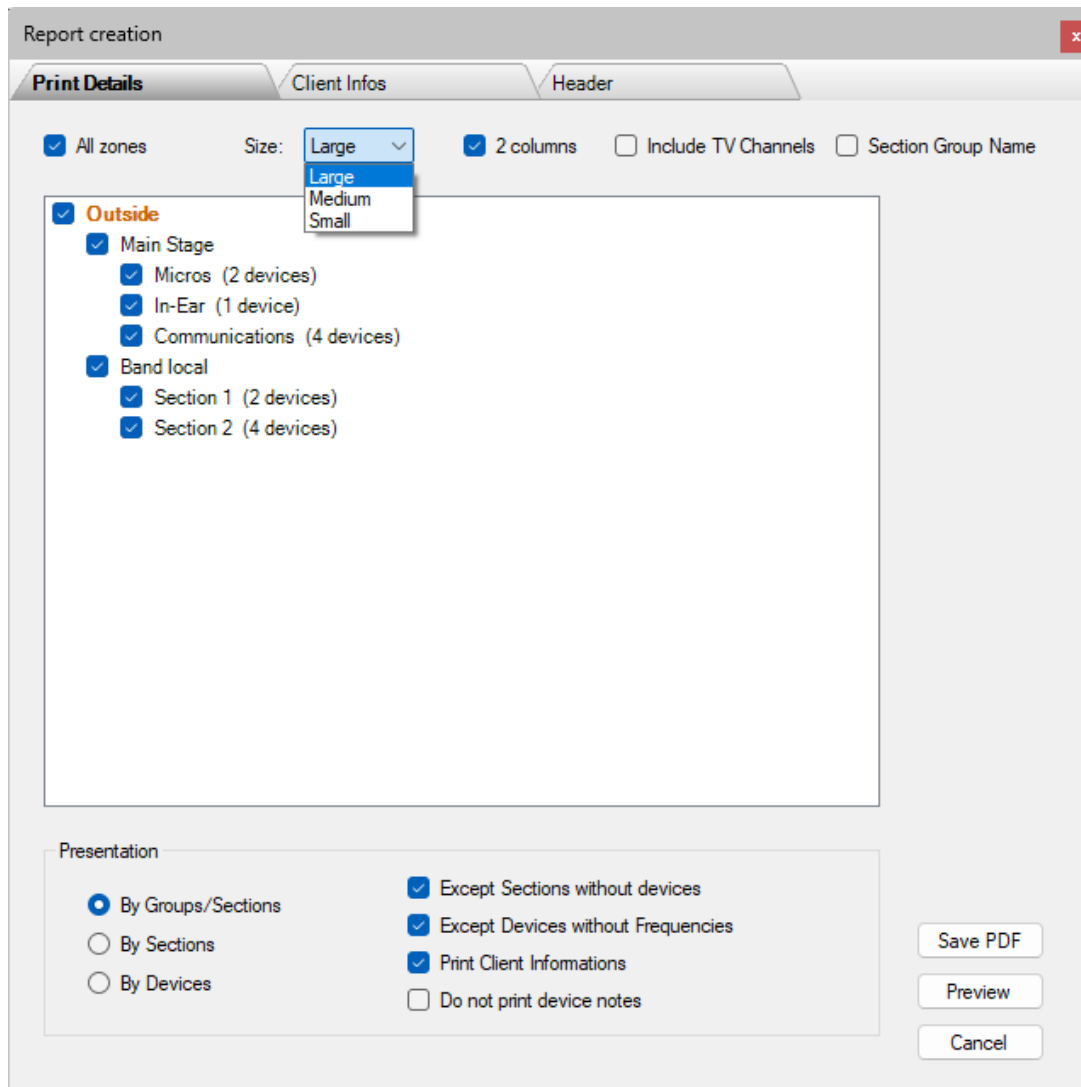 Report creation
x
Print Details Client Infos Header
All zones Size: Large 2 columns Include TV Channels Section Group Name
Large
Medium
Small
Outside
Main Stage
Micros (2 devices)
In-Ear (1 device)
Communications (4 devices)
Band local
Section 1 (2 devices)
Section 2 (4 devices)
Presentation
By Groups/Sections
By Sections
By Devices
Except Sections without devices
Except Devices without Frequencies
Print Client Informations
Do not print device notes
Save PDF
Preview
Cancel